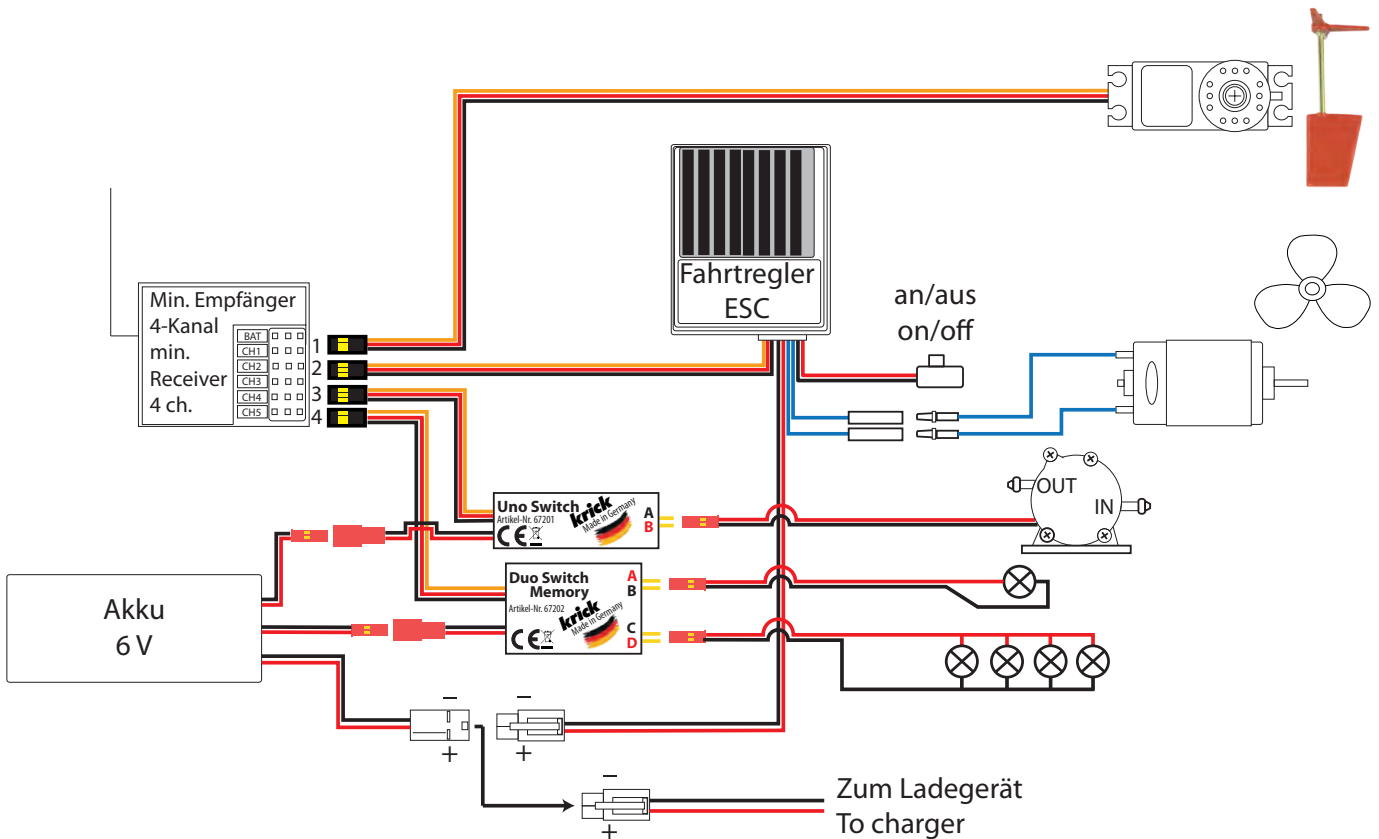 Fahrtregler
ESC
an/aus
on/off
Min. Empfänger
4-Kanal
min.
Receiver
4 ch.
BAT
CH1
CH2
CH3
CH4
CH5
1
2
3
4
OUT
IN
Uno Switch
Artikel-Nr. 67201
CE
krick
Made in Germany
A
B
Duo Switch
Memory
Artikel-Nr. 67202
CE
krick
Made in Germany
A
B
C
D
Akku
6 V
−
+
−
+
−
+
Zum Ladegerät
To charger